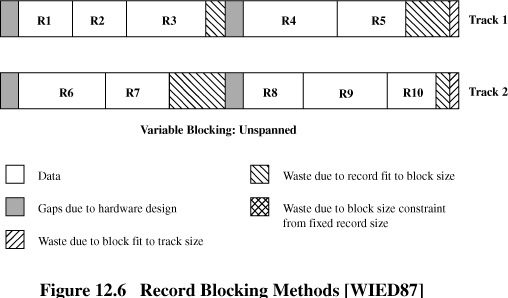 R1 R2 R3 R4 R5 Track 1
R6 R7 R8 R9 R10 Track 2
Variable Blocking: Unspanned
Data
Gaps due to hardware design
Waste due to block fit to track size
Waste due to record fit to block size
Waste due to block size constraint
from fixed record size
Figure 12.6 Record Blocking Methods [WIED87]